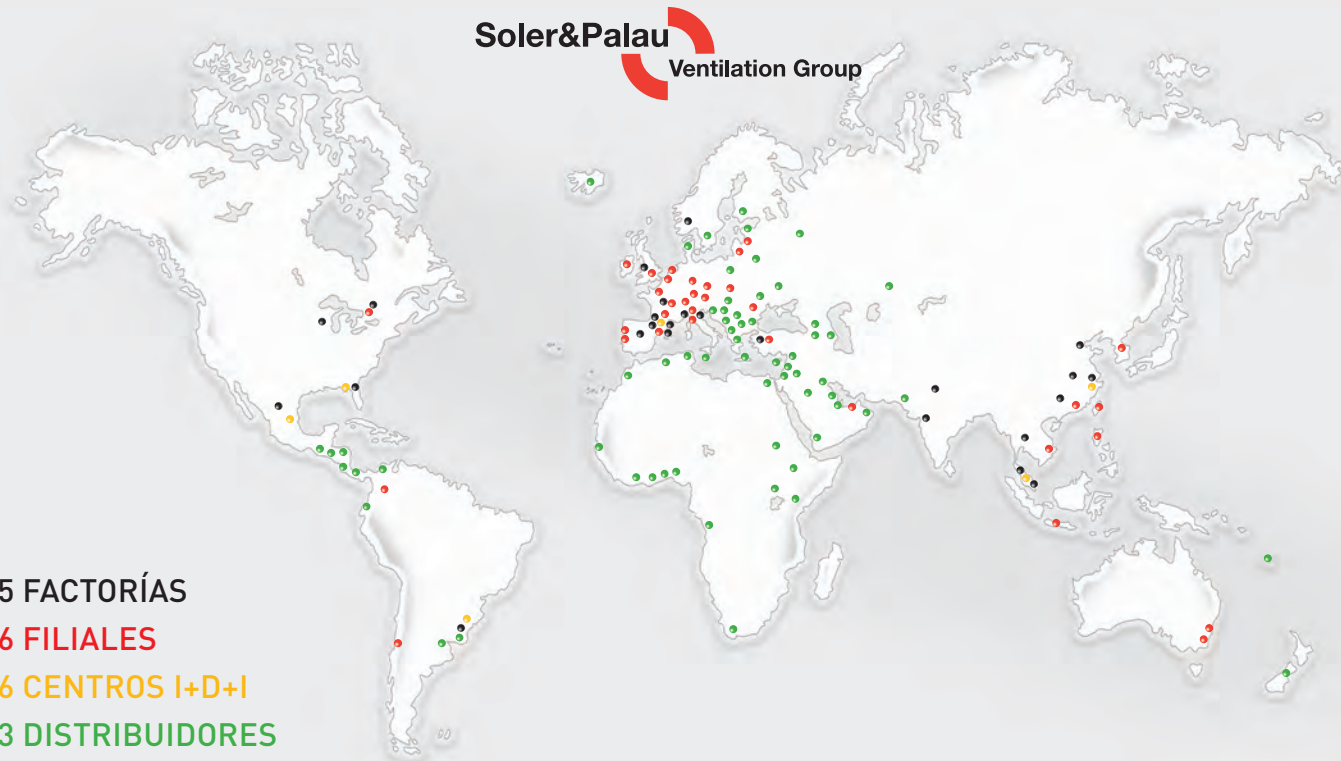 Soler&Palau
Ventilation Group
5 FACTORÍAS
6 FILIALES
6 CENTROS I+D+I
3 DISTRIBUIDORES